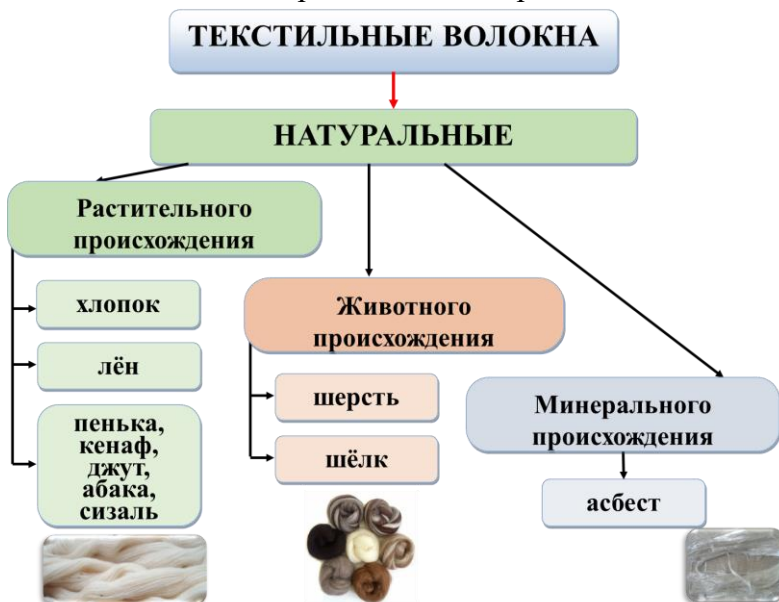 ТЕКСТИЛЬНЫЕ ВОЛОКНА
НАТУРАЛЬНЫЕ
Растительного
происхождения
хлопок
лён
пенька,
кенаф,
джут,
абака,
сизаль
Животного
происхождения
шерсть
шёлк
Минерального
происхождения
асбест